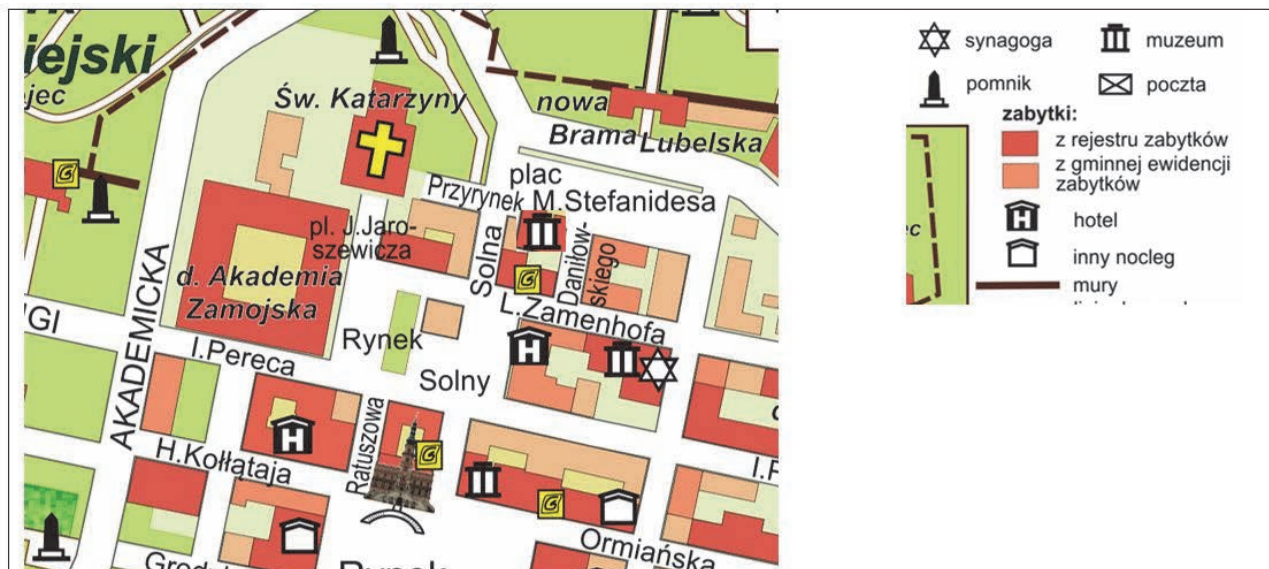 iejski
ejec
Św. Katarzyny
nowa
Brama Lubelska
plac
Przyrynek
M.Stefanidesa
pl. J.Jaro-
szewicza
Solna
Daniłow-
skiego
d. Akademia
Zamojska
L.Zamenhofa
AKADEMICKA
I.Pereca
Rynek
Solny
H.Kołłątaja
Ratuszowa
Ormiańska
Rynek
synagoga
muzeum
pomnik
poczta
zabytki:
z rejestru zabytków
z gminnej ewidencji
zabytków
hotel
inny nocleg
mury